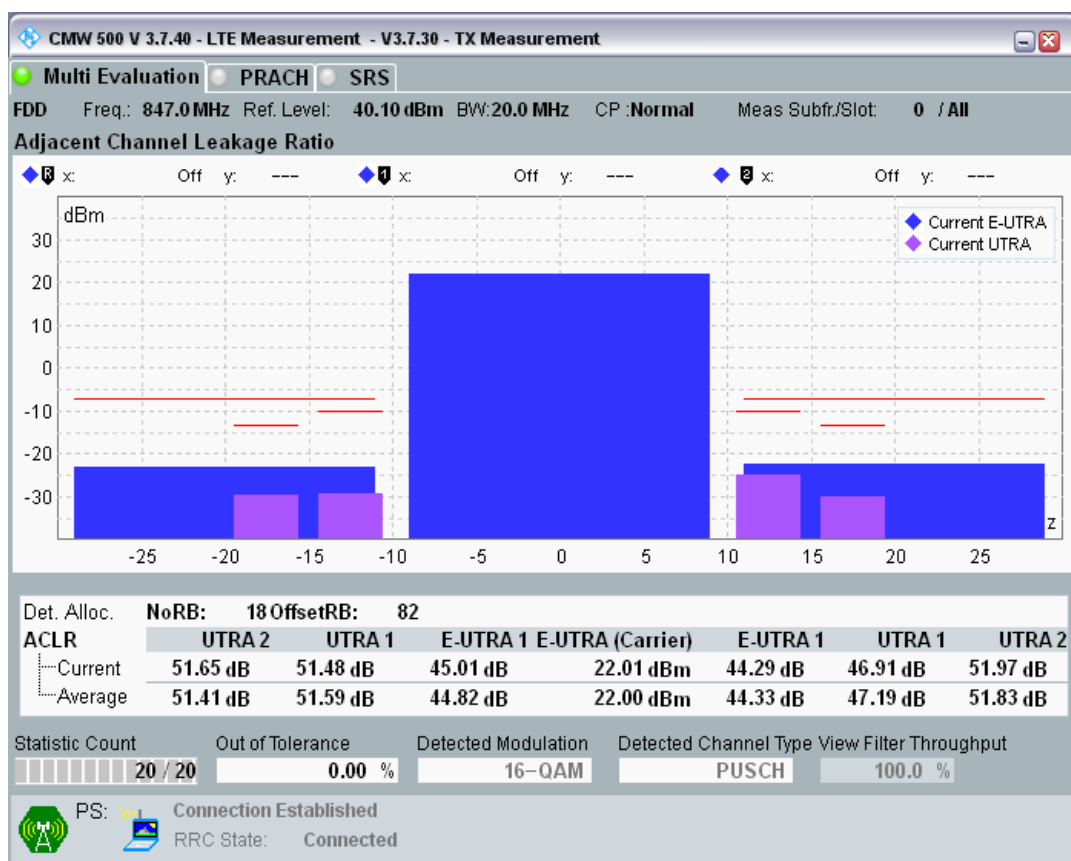 CMW 500 V 3.7.40 - LTE Measurement - V3.7.30 - TX Measurement
Multi Evaluation PRACH SRS
FDD Freq.: 847.0 MHz Ref. Level: 40.10 dBm BW:20.0 MHz CP :Normal Meas Subfr./Slot: 0 / All
Adjacent Channel Leakage Ratio
R x: Off y: --- 1 x: Off y: --- 2 x: Off y: ---
dBm
Current E-UTRA
Current UTRA
30
20
10
0
-10
-20
-30
z
-25 -20 -15 -10 -5 0 5 10 15 20 25
Det. Alloc. NoRB: 18 OffsetRB: 82
ACLR UTRA 2 UTRA 1 E-UTRA 1 E-UTRA (Carrier) E-UTRA 1 UTRA 1 UTRA 2
Current 51.65 dB 51.48 dB 45.01 dB 22.01 dBm 44.29 dB 46.91 dB 51.97 dB
Average 51.41 dB 51.59 dB 44.82 dB 22.00 dBm 44.33 dB 47.19 dB 51.83 dB
Statistic Count Out of Tolerance Detected Modulation Detected Channel Type View Filter Throughput
20 / 20 0.00 % 16-QAM PUSCH 100.0 %
PS: Connection Established
RRC State: Connected